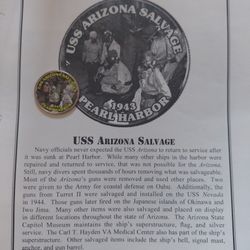 USS ARIZONA SALVAGE
1943
PEARL HARBOR
USS ARIZONA SALVAGE
Navy officials never expected the USS Arizona to return to service after
it was sunk at Pearl Harbor. While many other ships in the harbor were
repaired and returned to service, that was not possible for the Arizona.
Still, navy divers spent thousands of hours removing what was salvageable.
Most of the Arizona's guns were removed and used other places. Two
were given to the Army for coastal defense on Oahu. Additionally, the
guns from Turret II were salvaged and installed on the USS Nevada
in 1944. Those guns later fired on the Japanese islands of Okinawa and
Iwo Jima. Many other items were also salvaged and placed on display
in different locations throughout the state of Arizona. The Arizona State
Capitol Museum maintains the ship's superstructure, flag, and silver
service. The Carl T. Hayden VA Medical Center also has part of the ship's
superstructure. Other salvaged items include the ship's bell, signal mast,
anchor, and gun barrel.